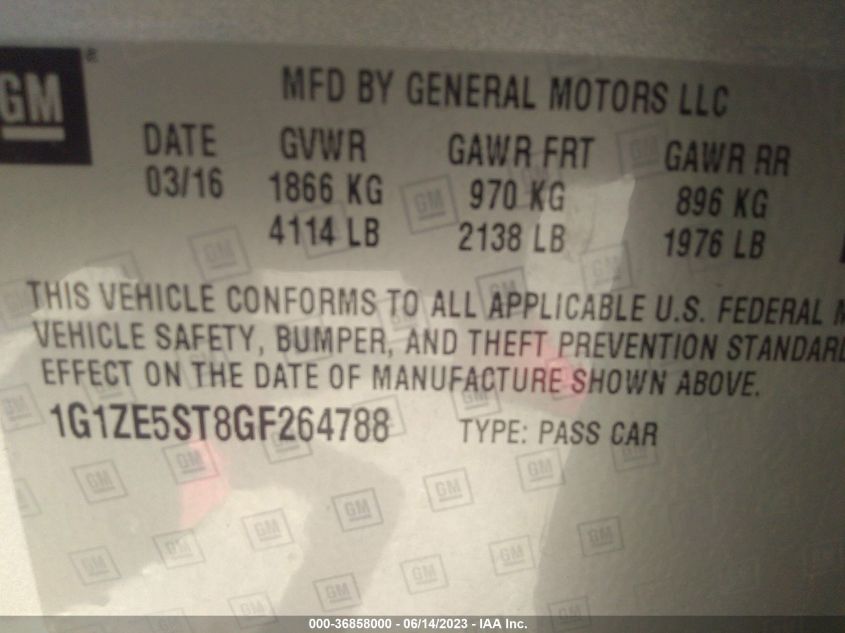 GM ®
MFD BY GENERAL MOTORS LLC
DATE GVWR GAWR FRT GAWR RR
03/16 1866 KG 970 KG 896 KG
4114 LB 2138 LB 1976 LB
THIS VEHICLE CONFORMS TO ALL APPLICABLE U.S. FEDERAL
VEHICLE SAFETY, BUMPER, AND THEFT PREVENTION STANDARD
EFFECT ON THE DATE OF MANUFACTURE SHOWN ABOVE.
1G1ZE5ST8GF264788 TYPE: PASS CAR
000-36858000 - 06/14/2023 - IAA Inc.